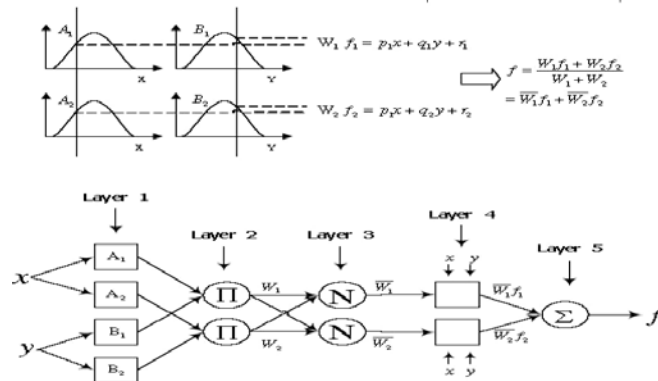 A₁ B₁ W₁ f₁ = p₁x + q₁y + r₁
X Y
f = W₁f₁ + W₂f₂ / W₁ + W₂
= W̅₁f₁ + W̅₂f₂
A₂ B₂ W₂ f₂ = p₁x + q₂y + r₂
X Y
Layer 1
Layer 2 Layer 3 Layer 4 Layer 5
x y
A₁
x A₂ Π W₁ N W̅₁ W̅₁f₁
Σ f
y B₁ Π W₂ N W̅₂ W̅₂f₂
B₂
x y